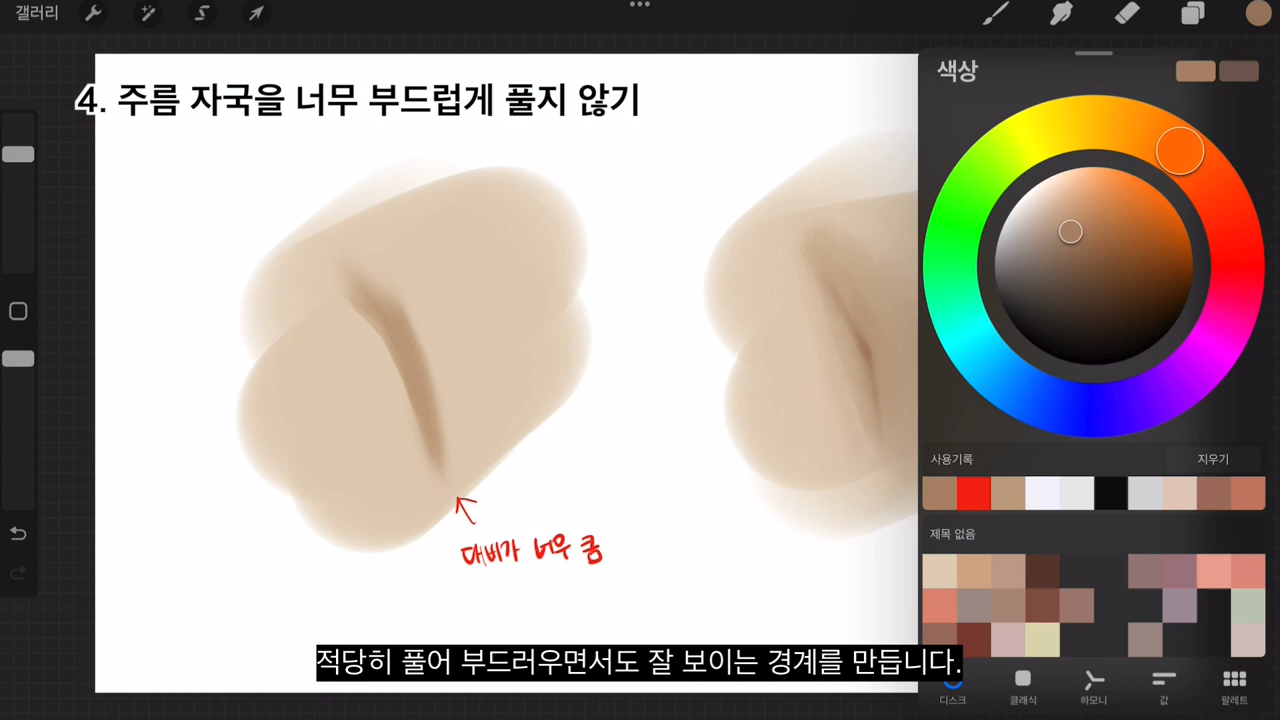 갤러리
색상
4. 주름 자국을 너무 부드럽게 풀지 않기
사용기록
지우기
대비가 너무 큼
제목 없음
적당히 풀어 부드러우면서도 잘 보이는 경계를 만듭니다.
디스크
클래식
하모니
값
팔레트